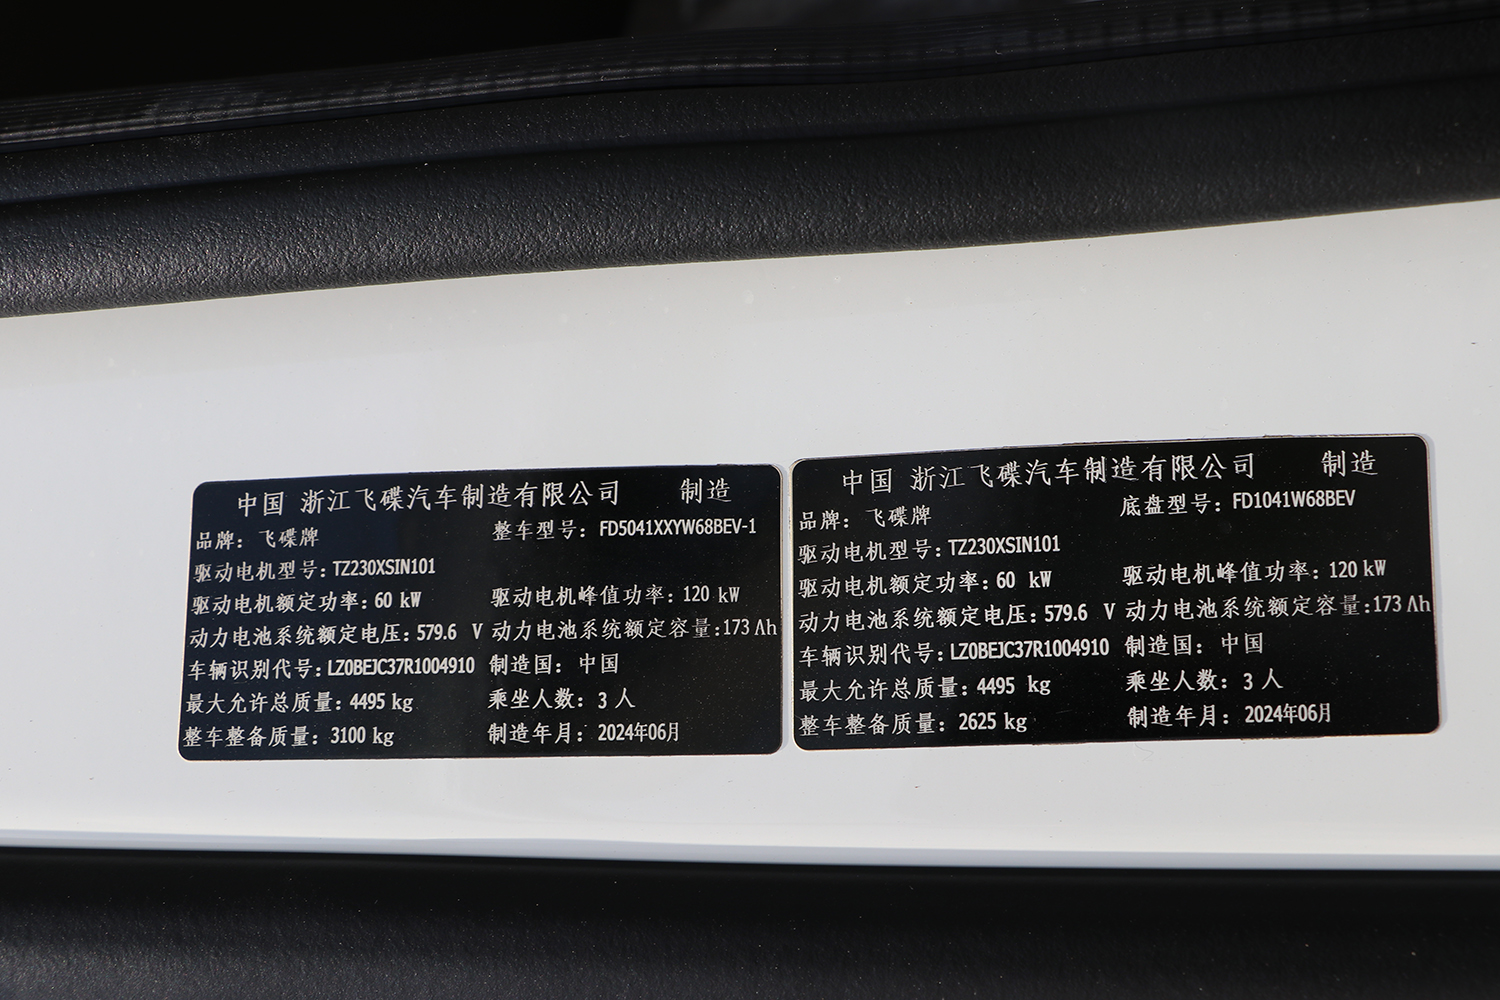 中国 浙江飞碟汽车制造有限公司 制造
品牌：飞碟牌 整车型号：FD5041XXYW68BEV-1
驱动电机型号：TZ230XSIN101
驱动电机额定功率：60 kW 驱动电机峰值功率：120 kW
动力电池系统额定电压：579.6 V 动力电池系统额定容量：173 Ah
车辆识别代号：LZ0BEJC37R1004910 制造国：中国
最大允许总质量：4495 kg 乘坐人数：3 人
整车整备质量：3100 kg 制造年月：2024年06月
中国 浙江飞碟汽车制造有限公司 制造
品牌：飞碟牌 底盘型号：FD1041W68BEV
驱动电机型号：TZ230XSIN101
驱动电机额定功率：60 kW 驱动电机峰值功率：120 kW
动力电池系统额定电压：579.6 V 动力电池系统额定容量：173 Ah
车辆识别代号：LZ0BEJC37R1004910 制造国：中国
最大允许总质量：4495 kg 乘坐人数：3 人
整车整备质量：2625 kg 制造年月：2024年06月